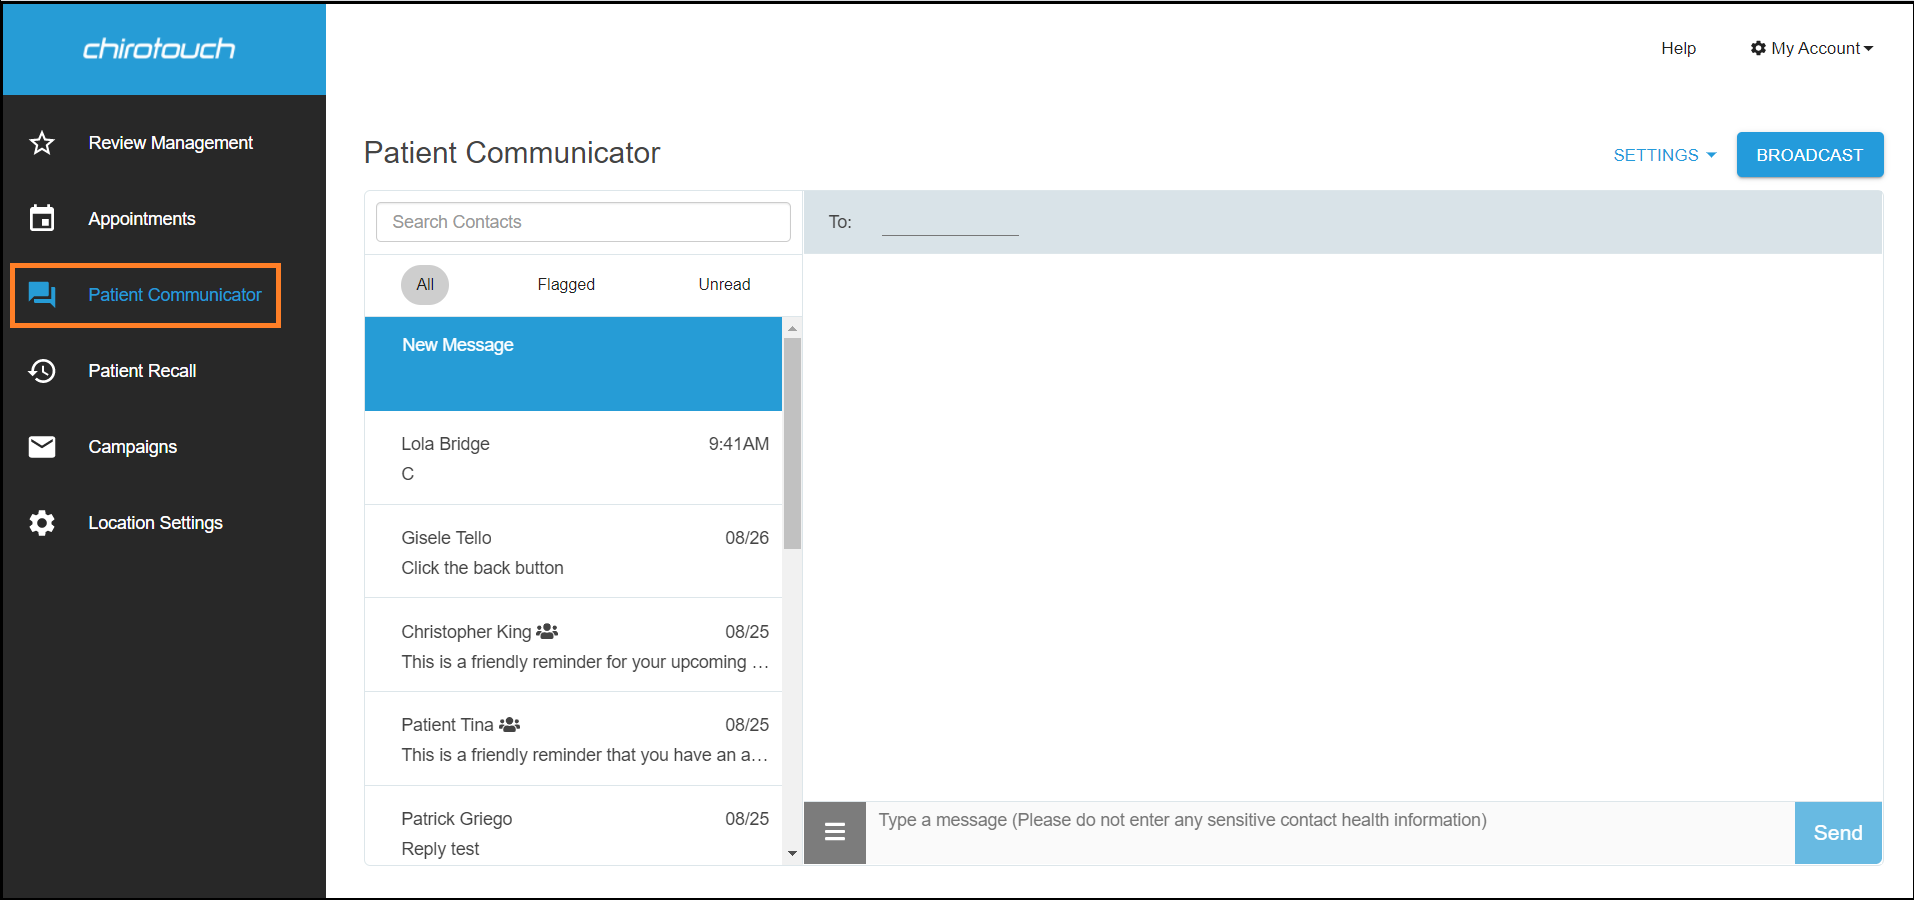 chirotouch
Help
My Account
Review Management
Appointments
Patient Communicator
Patient Recall
Campaigns
Location Settings
Patient Communicator
SETTINGS
BROADCAST
Search Contacts
To:
All
Flagged
Unread
New Message
Lola Bridge 9:41AM
C
Gisele Tello 08/26
Click the back button
Christopher King 08/25
This is a friendly reminder for your upcoming ...
Patient Tina 08/25
This is a friendly reminder that you have an a...
Patrick Griego 08/25
Reply test
Type a message (Please do not enter any sensitive contact health information)
Send